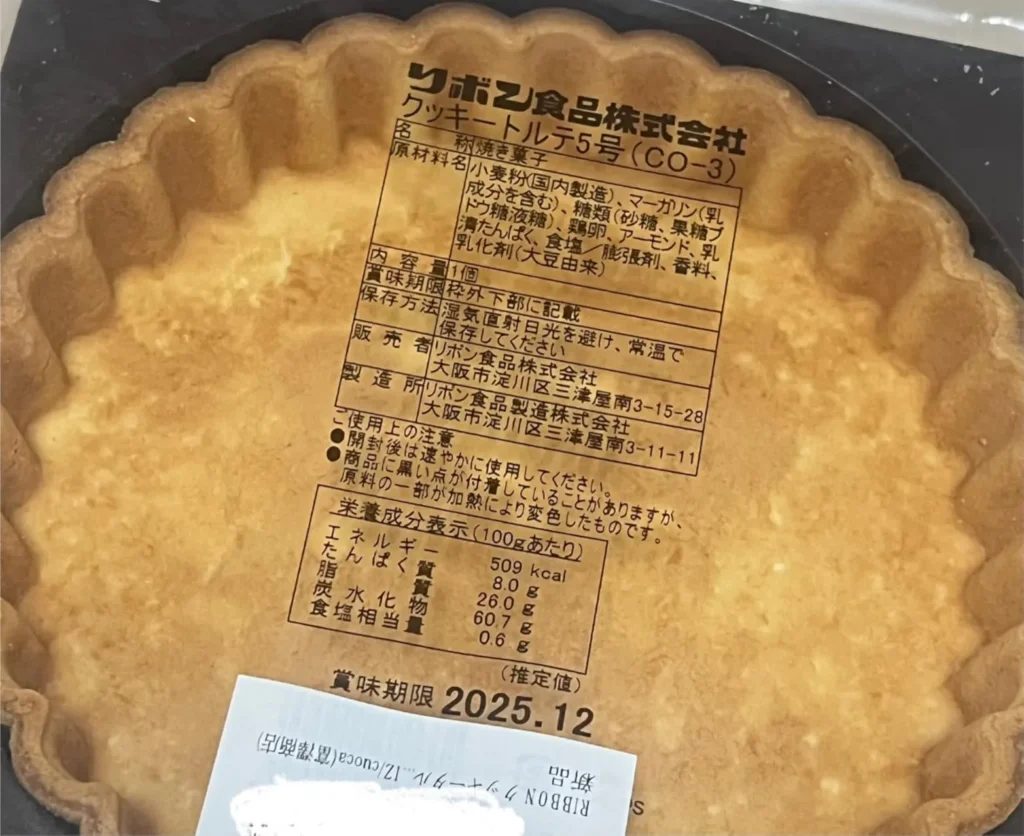 リボン食品株式会社
クッキートルテ5号(CO-3)
名称 焼き菓子
原材料名 小麦粉(国内製造)、マーガリン(乳
成分を含む)、糖類(砂糖、果糖ブ
ドウ糖液糖)、鶏卵、アーモンド、乳
清たんぱく、食塩/膨張剤、香料、
乳化剤(大豆由来)
内容量 1個
賞味期限 枠外下部に記載
保存方法 湿気直射日光を避け、常温で
保存してください
販売者 リボン食品株式会社
大阪市淀川区三津屋南3-15-28
製造所 リボン食品製造株式会社
大阪市淀川区三津屋南3-11-11
ご使用上の注意
●開封後は速やかに使用してください。
●商品に黒い点が付着していることがありますが、
原料の一部が加熱により変色したものです。
栄養成分表示(100gあたり)
エネルギー 509 kcal
たんぱく質 8.0 g
脂質 26.0 g
炭水化物 60.7 g
食塩相当量 0.6 g
(推定値)
賞味期限 2025.12
RIBBON クッキータル...12/cuoca(富澤商店)
新品